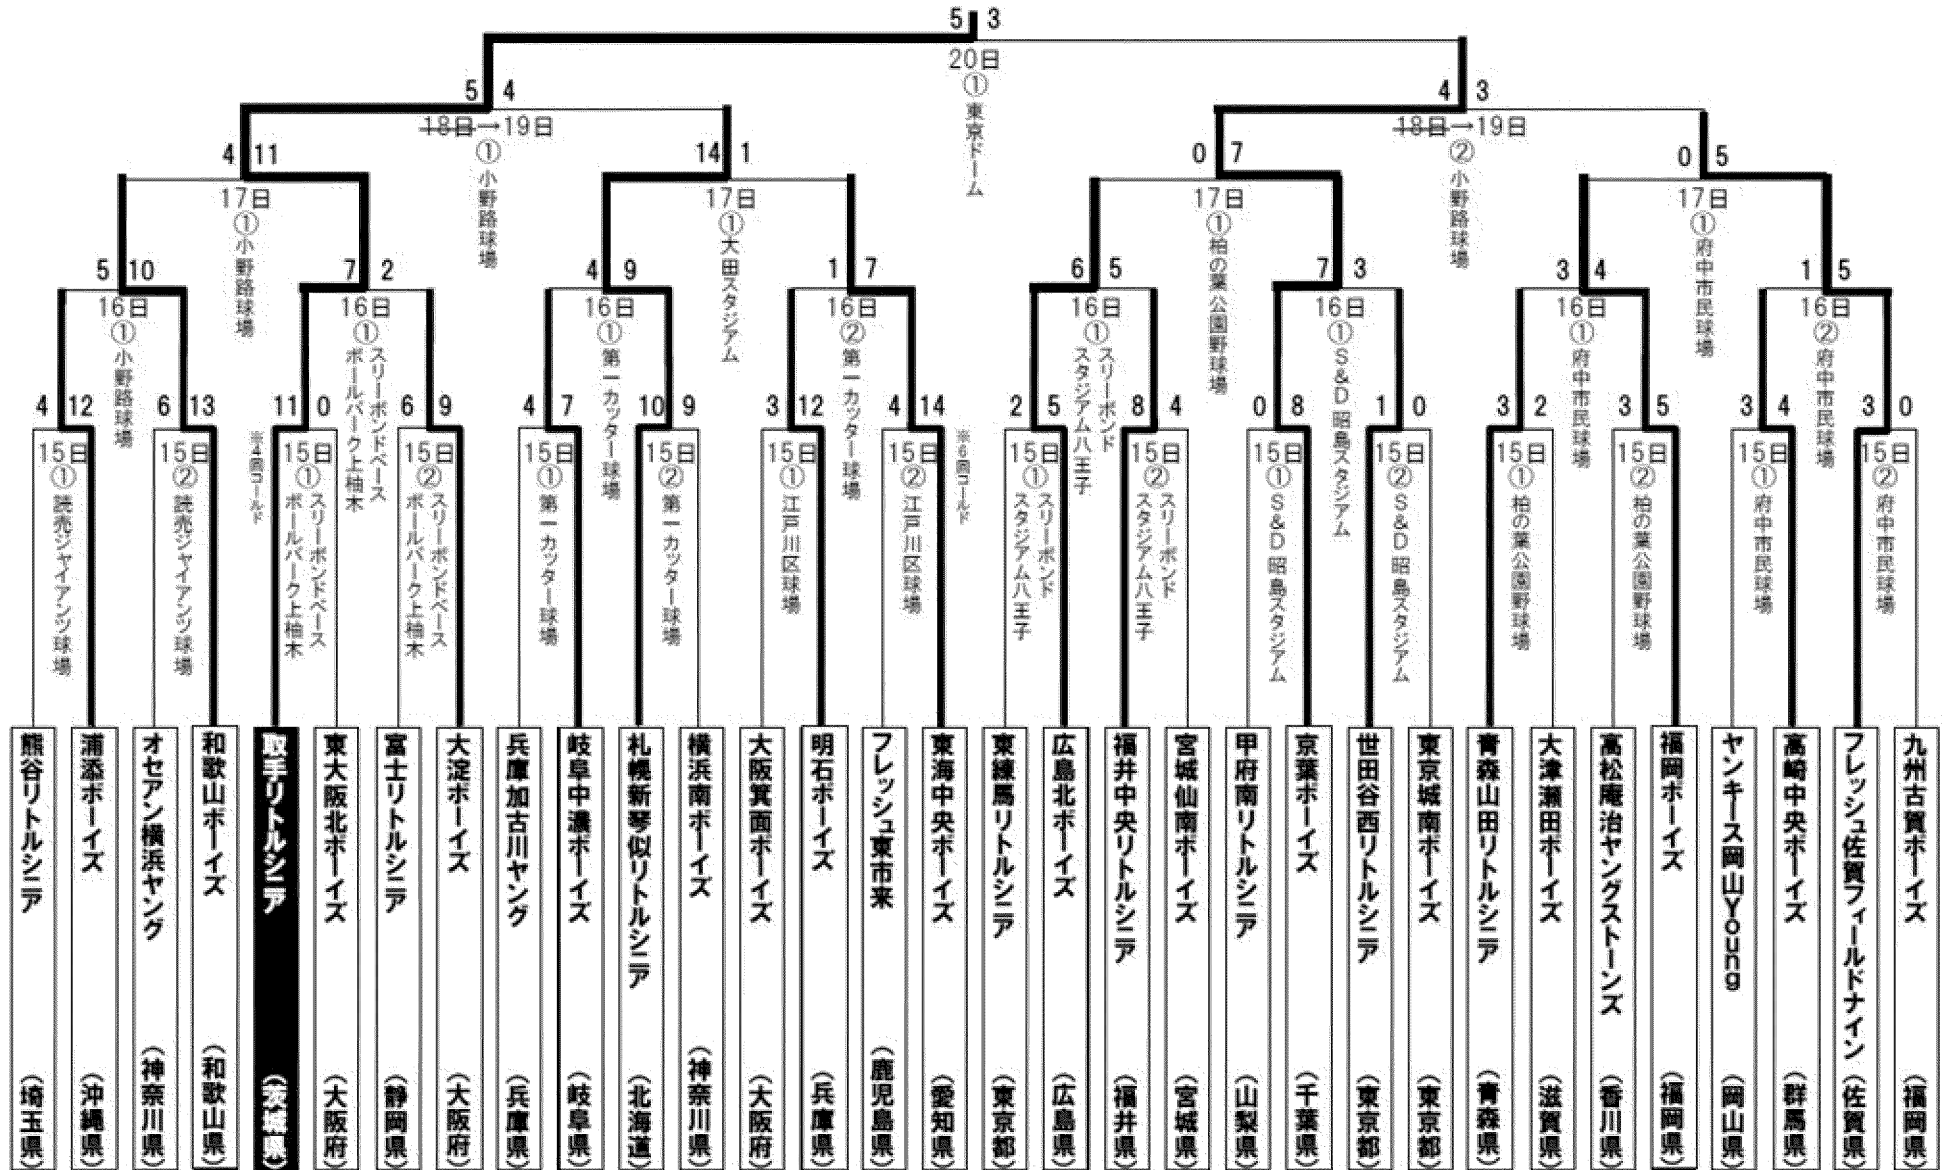 5 3
20日
①
東京ドーム
5 4
18日→19日
①
小野路球場
4 3
18日→19日
②
小野路球場
4 11
17日
①
小野路球場
14 1
17日
①
大田スタジアム
0 7
17日
①
柏の葉公園野球場
0 5
17日
①
府中市民球場
5 10
16日
①
小野路球場
7 2
16日
①
スリーボンドベース
ボールパーク上柚木
4 9
16日
①
第一カッター球場
1 7
16日
②
第一カッター球場
6 5
16日
①
スリーボンド
スタジアム八王子
7 3
16日
①
S&D昭島スタジアム
3 4
16日
①
府中市民球場
1 5
16日
②
府中市民球場
4 12
15日
①
読売ジャイアンツ球場
6 13
15日
②
読売ジャイアンツ球場
※4回コールド
11 0
15日
①
スリーボンドベース
ボールパーク上柚木
6 9
15日
②
スリーボンドベース
ボールパーク上柚木
4 7
15日
①
第一カッター球場
10 9
15日
②
第一カッター球場
3 12
15日
①
江戸川区球場
4 14
15日
②
江戸川区球場
※6回コールド
2 5
15日
①
スリーボンド
スタジアム八王子
8 4
15日
②
スリーボンド
スタジアム八王子
0 8
15日
①
S&D昭島スタジアム
1 0
15日
②
S&D昭島スタジアム
3 2
15日
①
柏の葉公園野球場
3 5
15日
②
柏の葉公園野球場
3 4
15日
①
府中市民球場
3 0
15日
②
府中市民球場
熊谷リトルシニア（埼玉県）
浦添ボーイズ（沖縄県）
オセアン横浜ヤング（神奈川県）
和歌山ボーイズ（和歌山県）
取手リトルシニア（茨城県）
東大阪北ボーイズ（大阪府）
富士リトルシニア（静岡県）
大淀ボーイズ（大阪府）
兵庫加古川ヤング（兵庫県）
岐阜中濃ボーイズ（岐阜県）
札幌新琴似リトルシニア（北海道）
横浜南ボーイズ（神奈川県）
大阪箕面ボーイズ（大阪府）
明石ボーイズ（兵庫県）
フレッシュ東市来（鹿児島県）
東海中央ボーイズ（愛知県）
東練馬リトルシニア（東京都）
広島北ボーイズ（広島県）
福井中央リトルシニア（福井県）
宮城仙南ボーイズ（宮城県）
甲府南リトルシニア（山梨県）
京葉ボーイズ（千葉県）
世田谷西リトルシニア（東京都）
東京城南ボーイズ（東京都）
青森山田リトルシニア（青森県）
大津瀬田ボーイズ（滋賀県）
高松庵治ヤングストーンズ（香川県）
福岡ボーイズ（福岡県）
ヤンキース岡山Young（岡山県）
高崎中央ボーイズ（群馬県）
フレッシュ佐賀フィールドナイン（佐賀県）
九州古賀ボーイズ（福岡県）